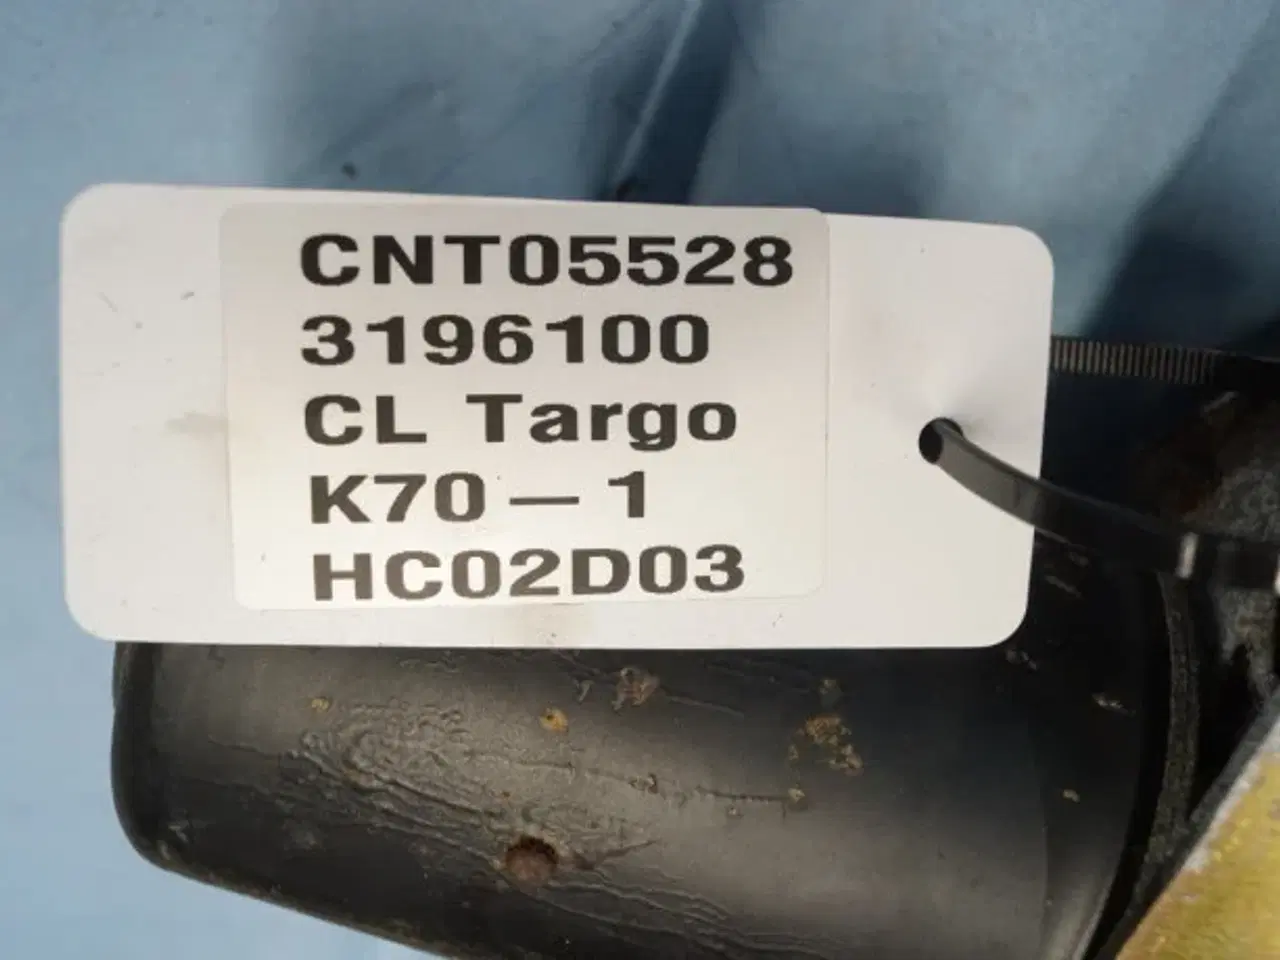 CNT05528
3196100
CL Targo
K70 — 1
HC02D03